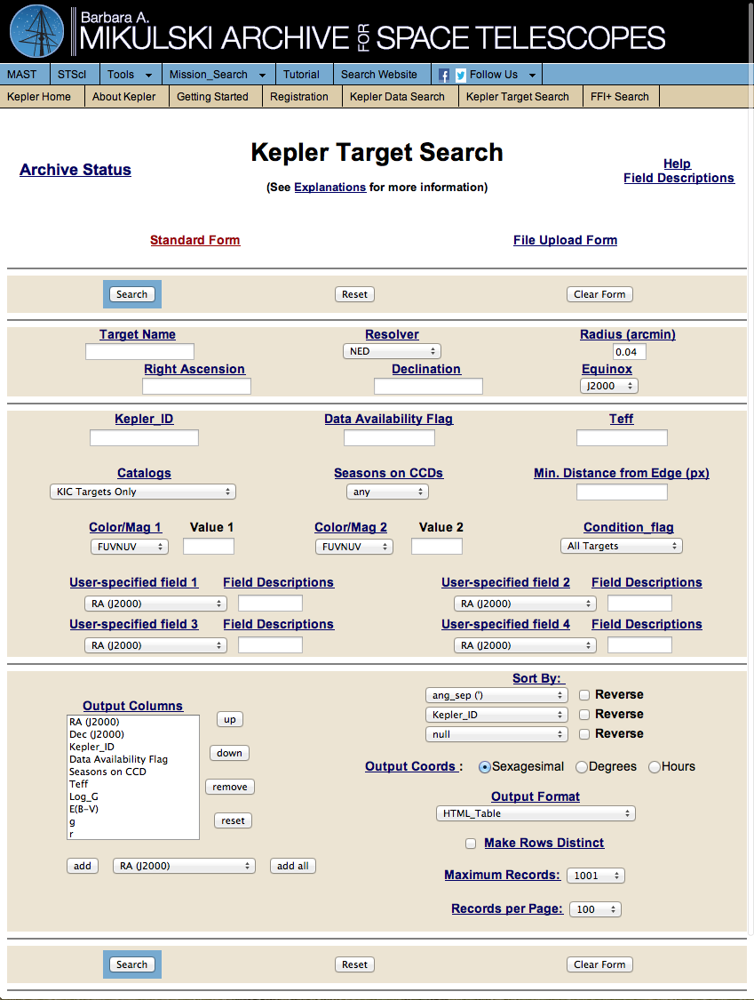 Barbara A.
MIKULSKI ARCHIVE FOR SPACE TELESCOPES
MAST STScI Tools Mission_Search Tutorial Search Website Follow Us
Kepler Home About Kepler Getting Started Registration Kepler Data Search Kepler Target Search FFI+ Search
Kepler Target Search
Archive Status
Help
Field Descriptions
(See Explanations for more information)
Standard Form File Upload Form
Search Reset Clear Form
Target Name Resolver Radius (arcmin)
NED 0.04
Right Ascension Declination Equinox
J2000
Kepler_ID Data Availability Flag Teff
Catalogs Seasons on CCDs Min. Distance from Edge (px)
KIC Targets Only any
Color/Mag 1 Value 1 Color/Mag 2 Value 2 Condition_flag
FUVNUV FUVNUV All Targets
User-specified field 1 Field Descriptions User-specified field 2 Field Descriptions
RA (J2000) RA (J2000)
User-specified field 3 Field Descriptions User-specified field 4 Field Descriptions
RA (J2000) RA (J2000)
Output Columns
RA (J2000)
Dec (J2000)
Kepler_ID
Data Availability Flag
Seasons on CCD
Teff
Log_G
E(B-V)
g
r
up
down
remove
reset
add RA (J2000) add all
Sort By:
ang_sep (') Reverse
Kepler_ID Reverse
null Reverse
Output Coords : Sexagesimal Degrees Hours
Output Format
HTML_Table
Make Rows Distinct
Maximum Records: 1001
Records per Page: 100
Search Reset Clear Form